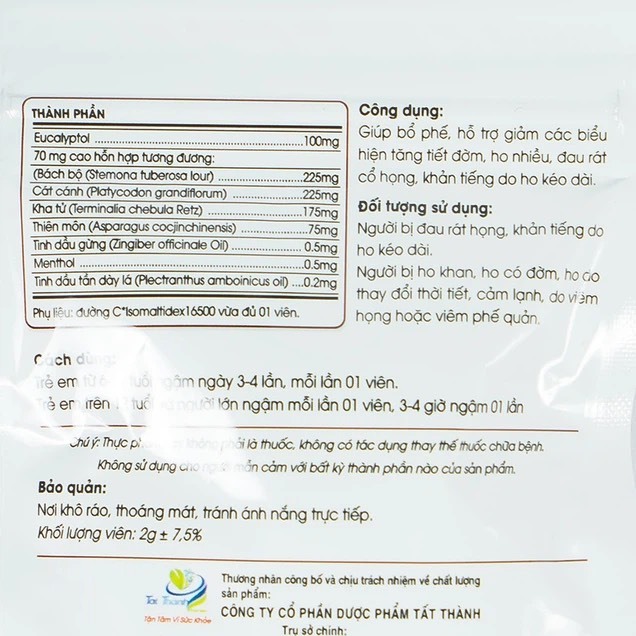 THÀNH PHẦN
Eucalyptol ..........100mg
70 mg cao hỗn hợp tương đương:
(Bách bộ (Stemona tuberosa lour) ..........225mg
Cát cánh (Platycodon grandiflorum) ..........225mg
Kha tử (Terminalia chebula Retz) ..........175mg
Thiên môn (Asparagus cocjinchinensis) ..........75mg
Tinh dầu gừng (Zingiber officinale Oil) ..........0.5mg
Menthol ..........0.5mg
Tinh dầu tần dày lá (Plectranthus amboinicus oil) ....0.2mg
Phụ liệu: đường C*Isomaltidex16500 vừa đủ 01 viên.
Công dụng:
Giúp bổ phế, hỗ trợ giảm các biểu
hiện tăng tiết đờm, ho nhiều, đau rát
cổ họng, khản tiếng do ho kéo dài.
Đối tượng sử dụng:
Người bị đau rát họng, khản tiếng do
ho kéo dài.
Người bị ho khan, ho có đờm, ho do
thay đổi thời tiết, cảm lạnh, do viêm
họng hoặc viêm phế quản.
Cách dùng:
Trẻ em từ tuổi ngậm ngày 3-4 lần, mỗi lần 01 viên.
Trẻ em trên tuổi người lớn ngậm mỗi lần 01 viên, 3-4 giờ ngậm 01 lần
Chú ý: Thực không phải là thuốc, không có tác dụng thay thế thuốc chữa bệnh.
Không sử dụng cho người mẫn cảm với bất kỳ thành phần nào của sản phẩm.
Bảo quản:
Nơi khô ráo, thoáng mát, tránh ánh nắng trực tiếp.
Khối lượng viên: 2g ± 7,5%
Tất Thành
Tận Tâm Vì Sức Khỏe
Thương nhân công bố và chịu trách nhiệm về chất lượng
sản phẩm:
CÔNG TY CỔ PHẦN DƯỢC PHẨM TẤT THÀNH
Trụ sở chính: